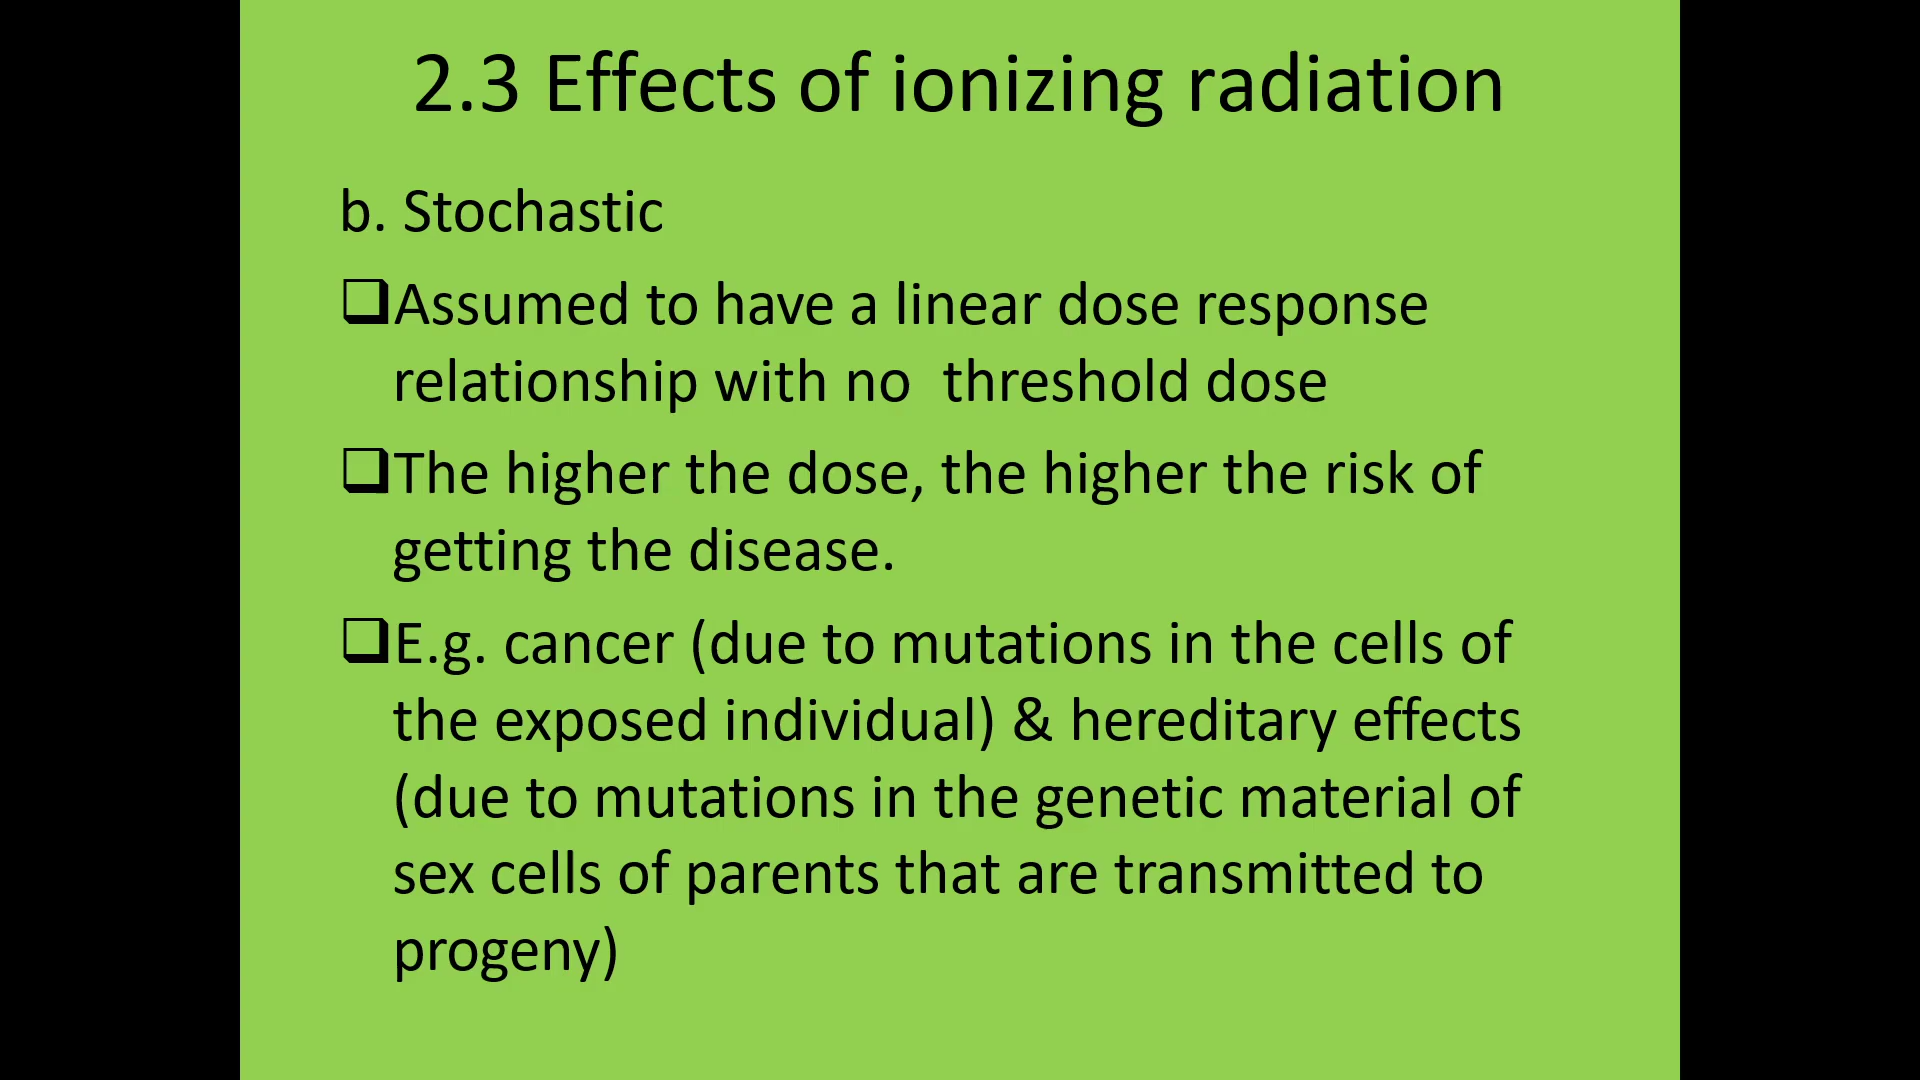 2.3 Effects of ionizing radiation
b. Stochastic
❑Assumed to have a linear dose response
relationship with no  threshold dose
❑The higher the dose, the higher the risk of
getting the disease.
❑E.g. cancer (due to mutations in the cells of
the exposed individual) & hereditary effects
(due to mutations in the genetic material of
sex cells of parents that are transmitted to
progeny)